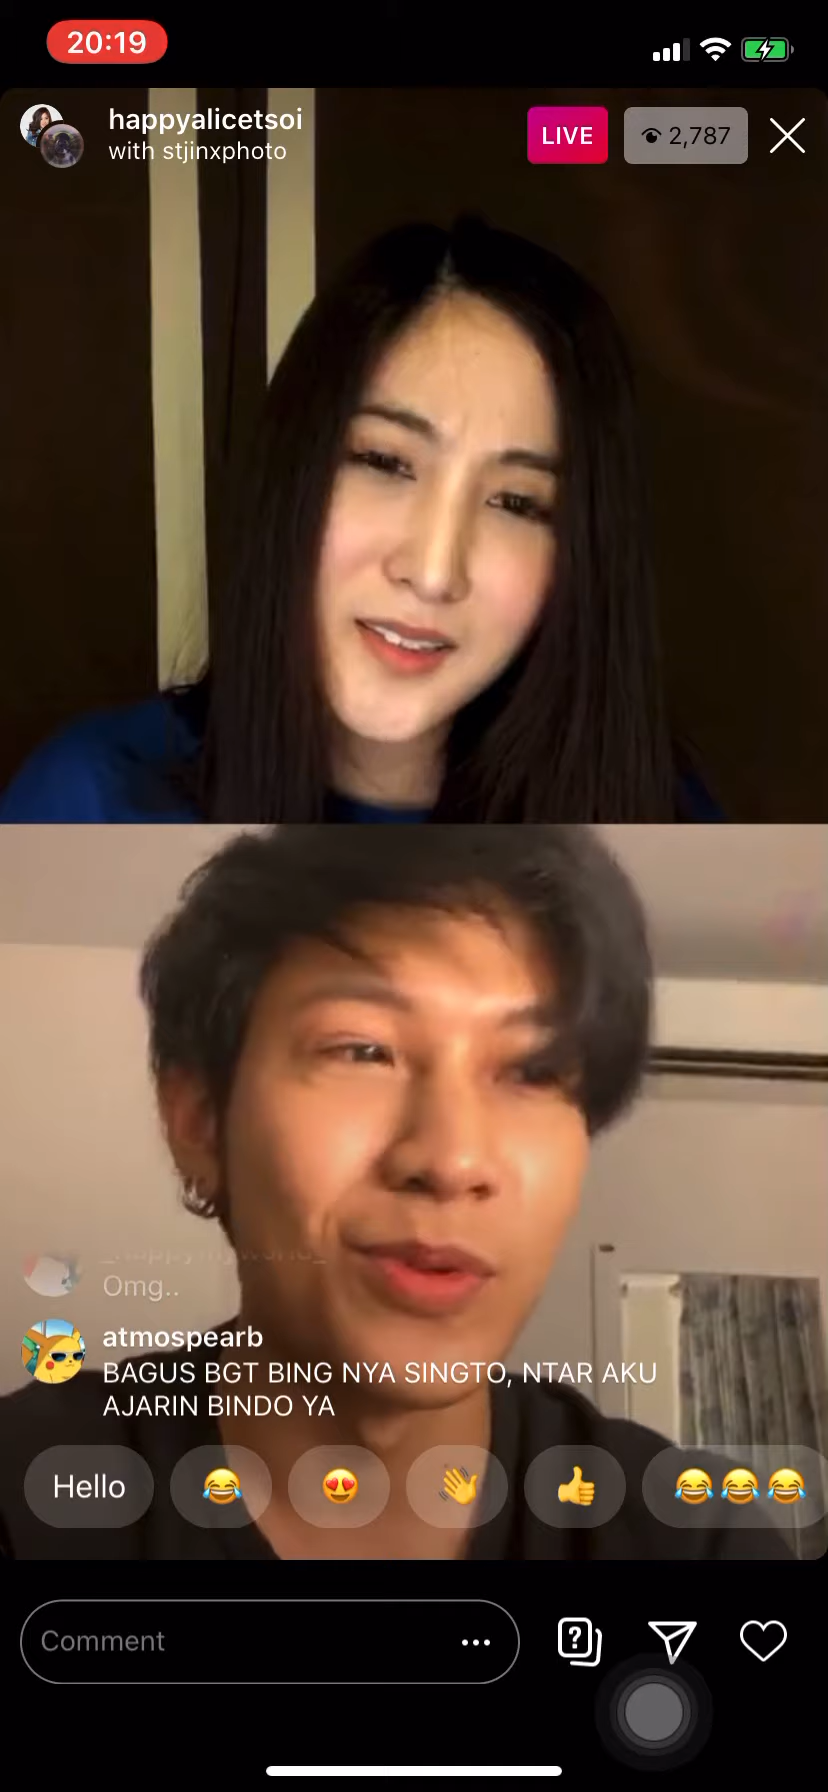 20:19
happyalicetsoi
with stjinxphoto
LIVE
2,787
Omg..
atmospearb
BAGUS BGT BING NYA SINGTO, NTAR AKU
AJARIN BINDO YA
Hello
Comment